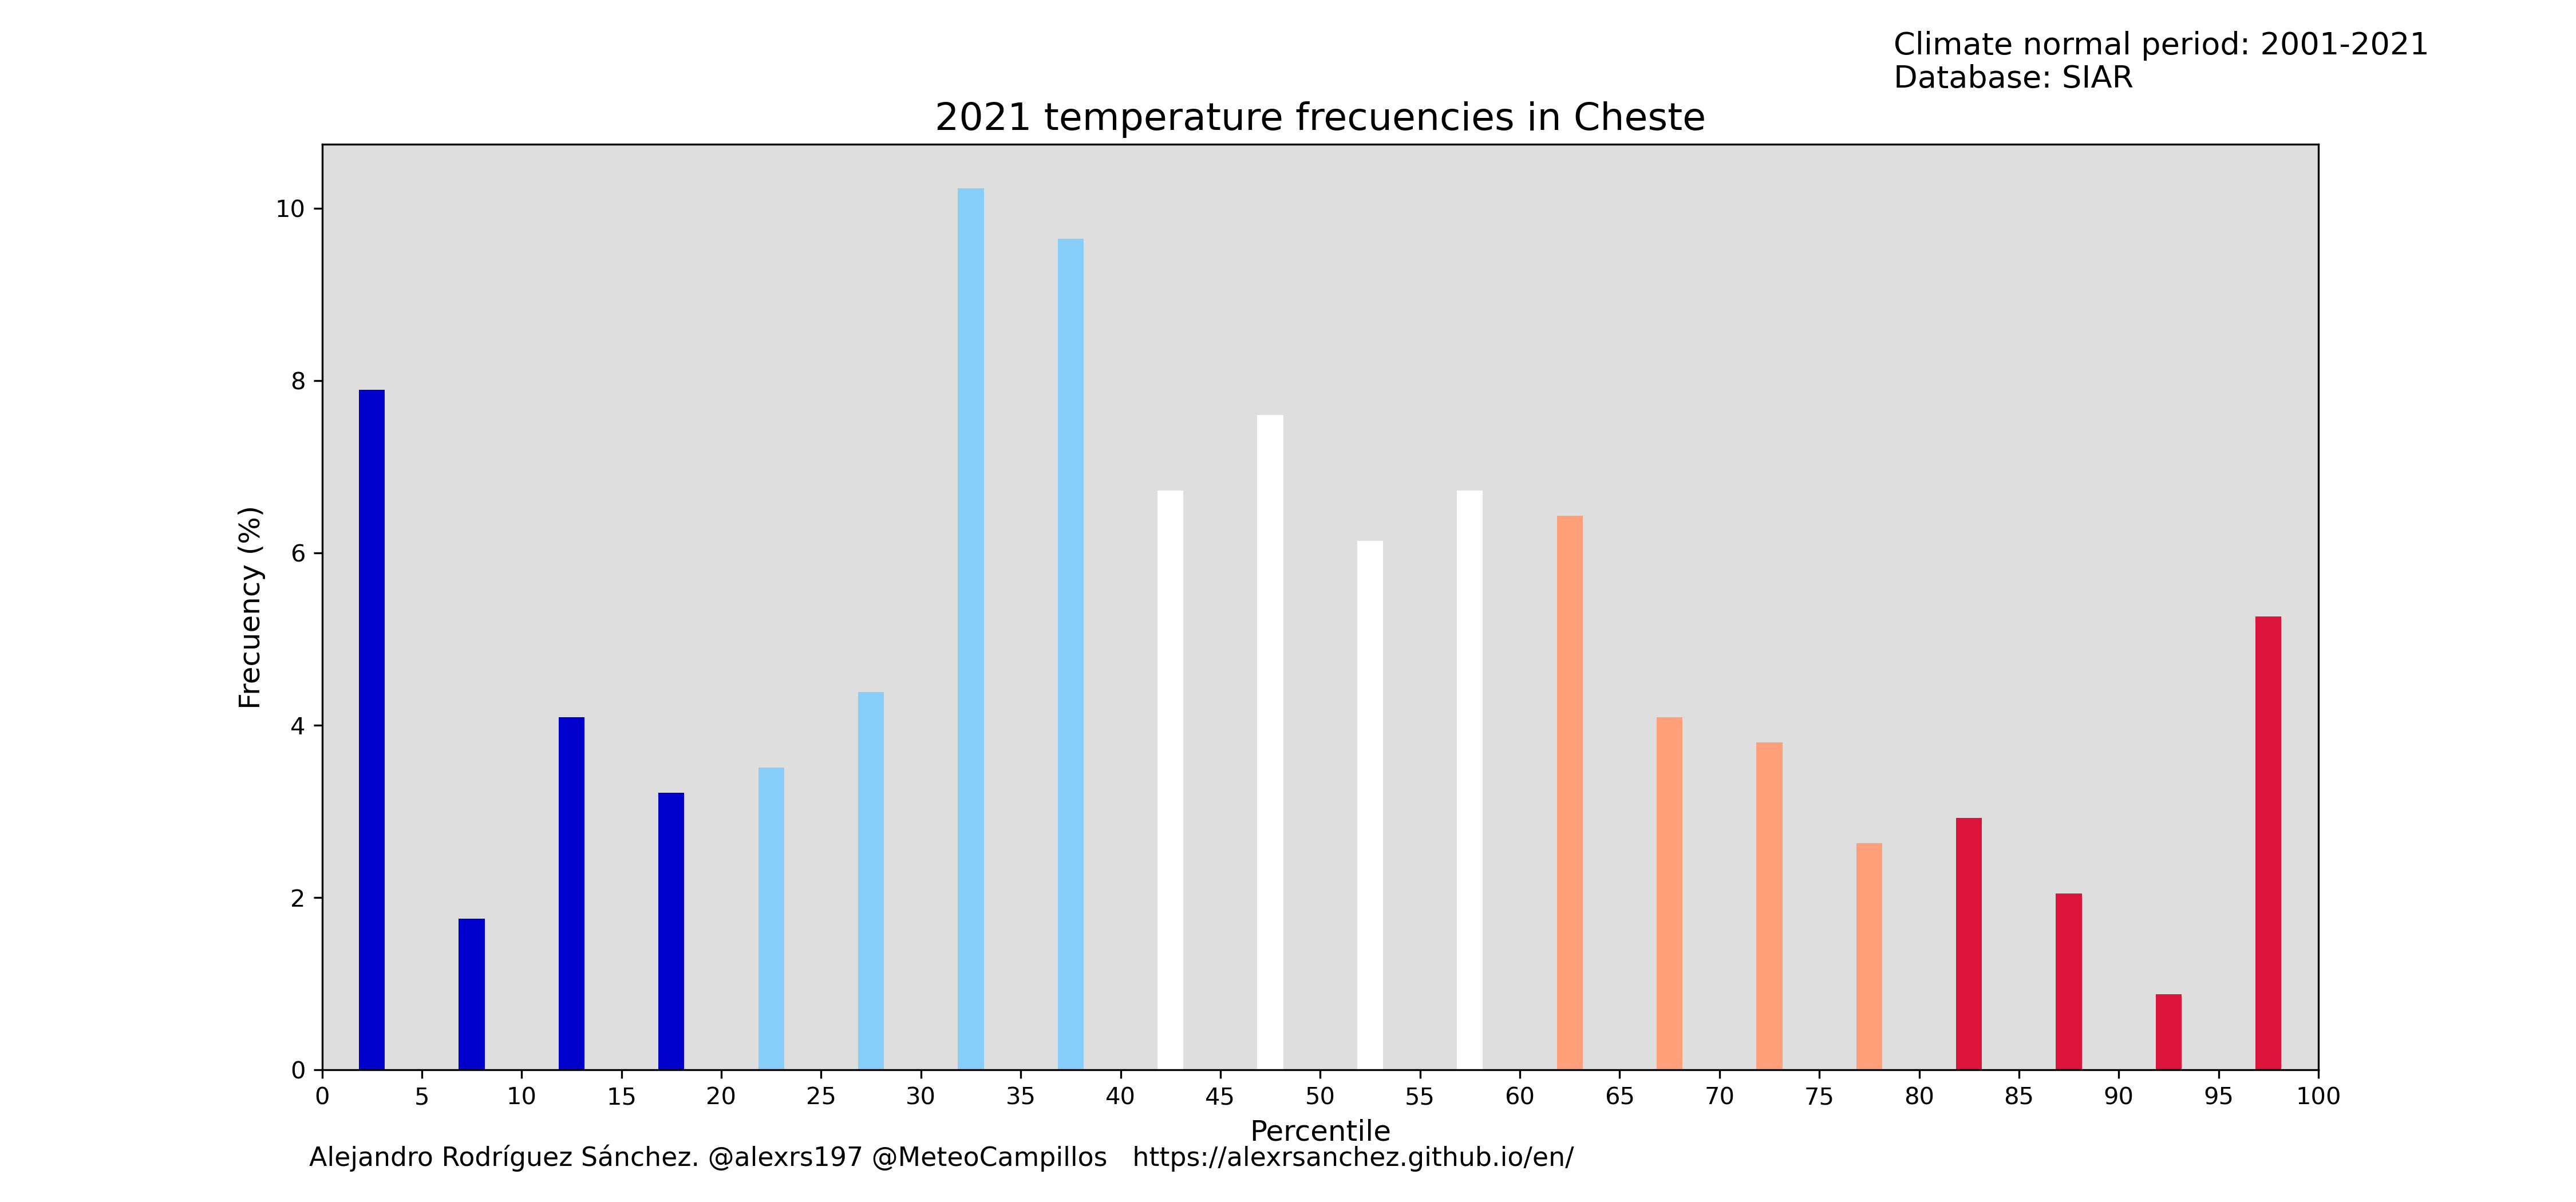 Climate normal period: 2001-2021
Database: SIAR
2021 temperature frecuencies in Cheste
10
8
6
4
2
0
Frecuency (%)
0 5 10 15 20 25 30 35 40 45 50 55 60 65 70 75 80 85 90 95 100
Percentile
Alejandro Rodríguez Sánchez. @alexrs197 @MeteoCampillos https://alexrsanchez.github.io/en/